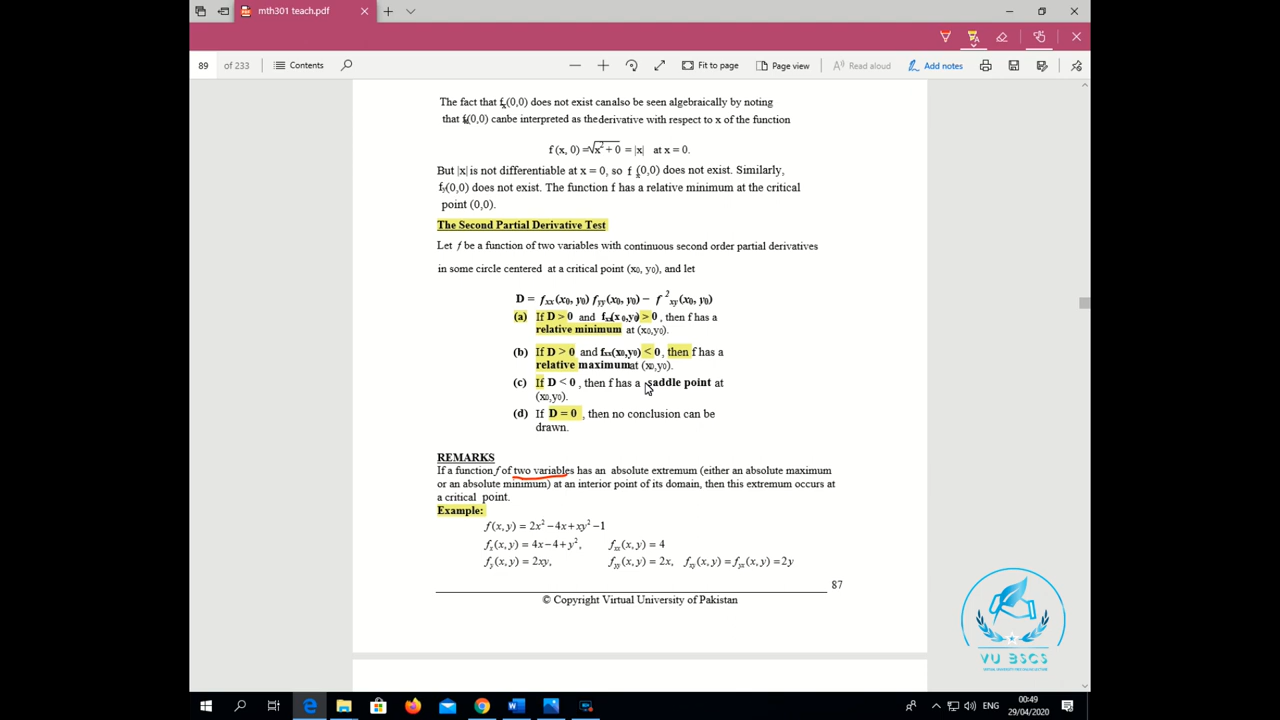 mth301 teach.pdf
89 of 233 Contents Fit to page Page view Read aloud Add notes
The fact that fx(0,0) does not exist canalso be seen algebraically by noting
that fx(0,0) canbe interpreted as thederivative with respect to x of the function
f (x, 0) =√x² + 0 = |x| at x = 0.
But |x| is not differentiable at x = 0, so f x(0,0) does not exist. Similarly,
fy(0,0) does not exist. The function f has a relative minimum at the critical
point (0,0).
The Second Partial Derivative Test
Let f be a function of two variables with continuous second order partial derivatives
in some circle centered at a critical point (x0, y0), and let
D = fxx(x0, y0) fyy(x0, y0) − f ²xy(x0, y0)
(a) If D > 0 and fxx(x 0,y0) > 0 , then f has a
relative minimum at (x0,y0).
(b) If D > 0 and fxx(x0,y0) < 0 , then f has a
relative maximumat (x0,y0).
(c) If D < 0 , then f has a saddle point at
(x0,y0).
(d) If D = 0 , then no conclusion can be
drawn.
REMARKS
If a function f of two variables has an absolute extremum (either an absolute maximum
or an absolute minimum) at an interior point of its domain, then this extremum occurs at
a critical point.
Example:
f (x, y) = 2x² − 4x + xy² − 1
fx(x, y) = 4x − 4 + y², fxx(x, y) = 4
fy(x, y) = 2xy, fyy(x, y) = 2x, fxy(x, y) = fyx(x, y) = 2y
87
© Copyright Virtual University of Pakistan
VU BSCS
00:49
ENG
29/04/2020